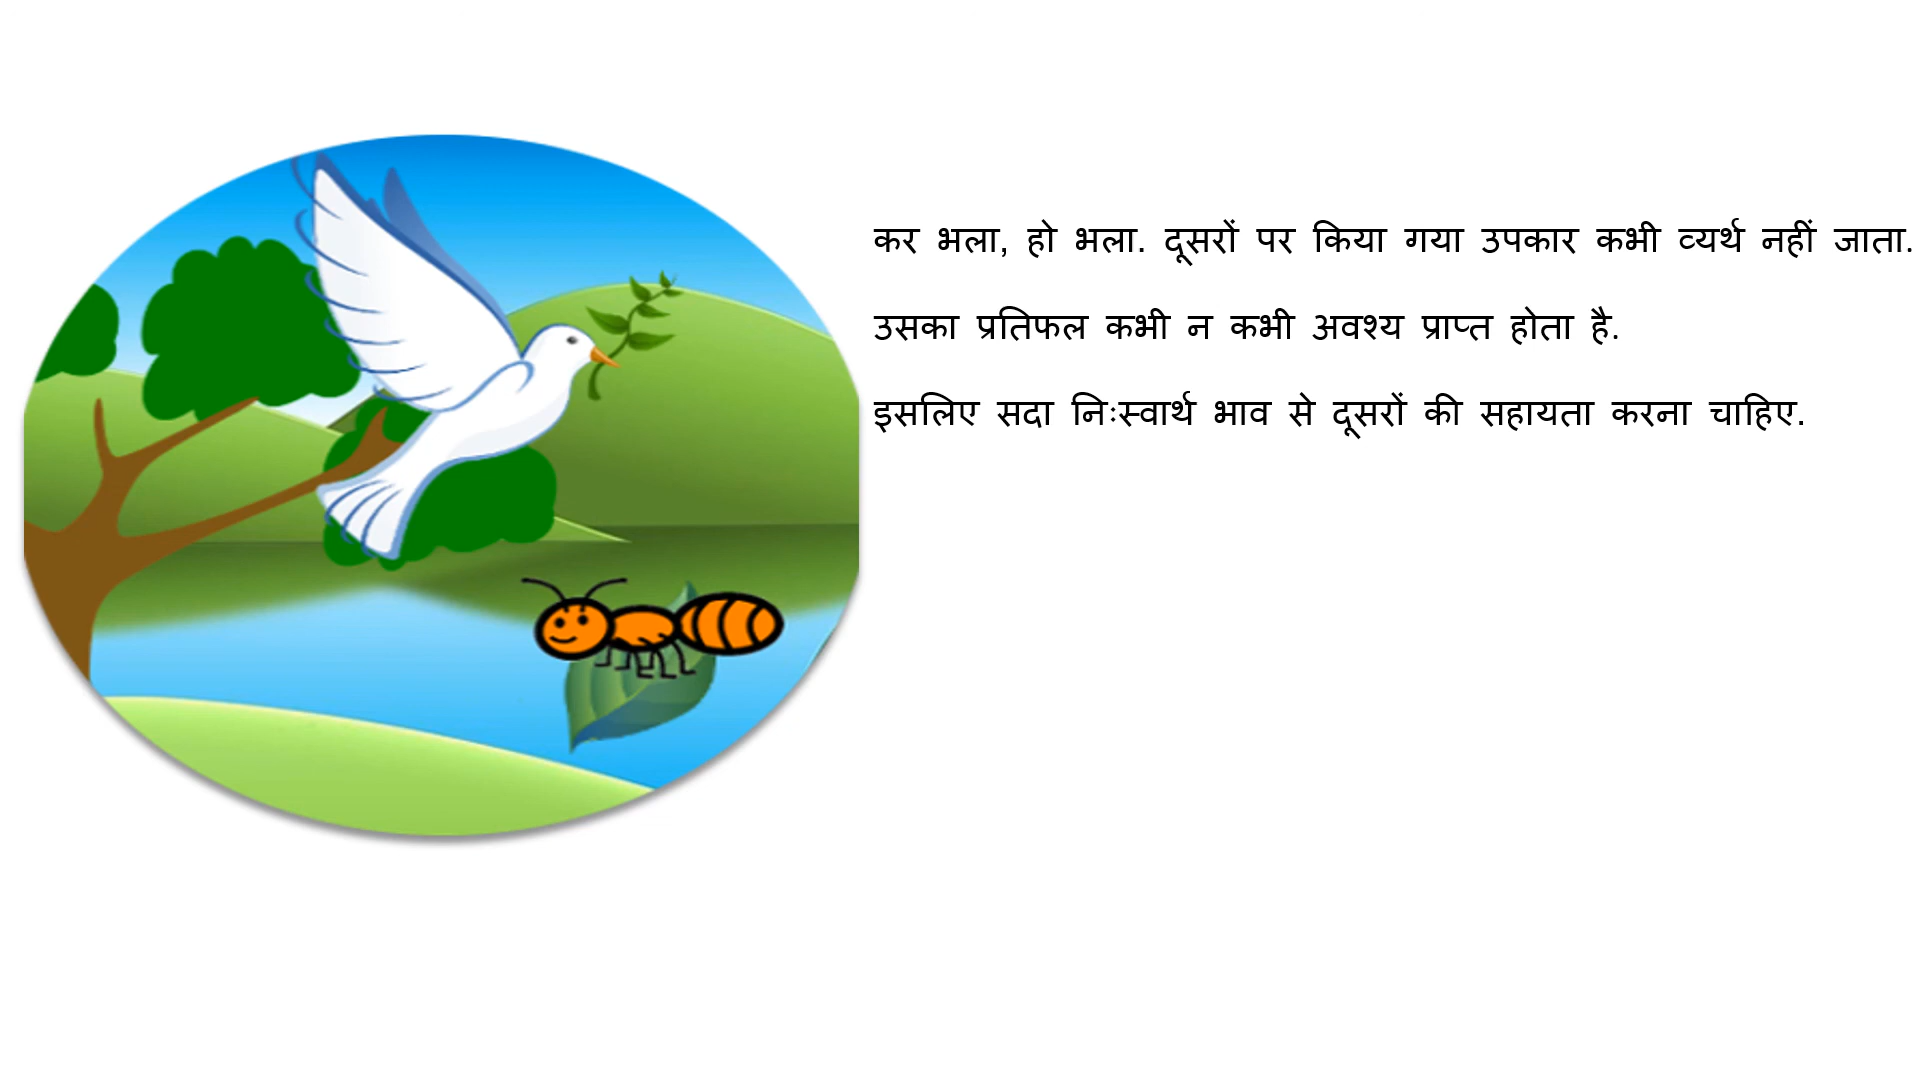 कर भला, हो भला. दूसरों पर किया गया उपकार कभी व्यर्थ नहीं जाता.
उसका प्रतिफल कभी न कभी अवश्य प्राप्त होता है.
इसलिए सदा निःस्वार्थ भाव से दूसरों की सहायता करना चाहिए.